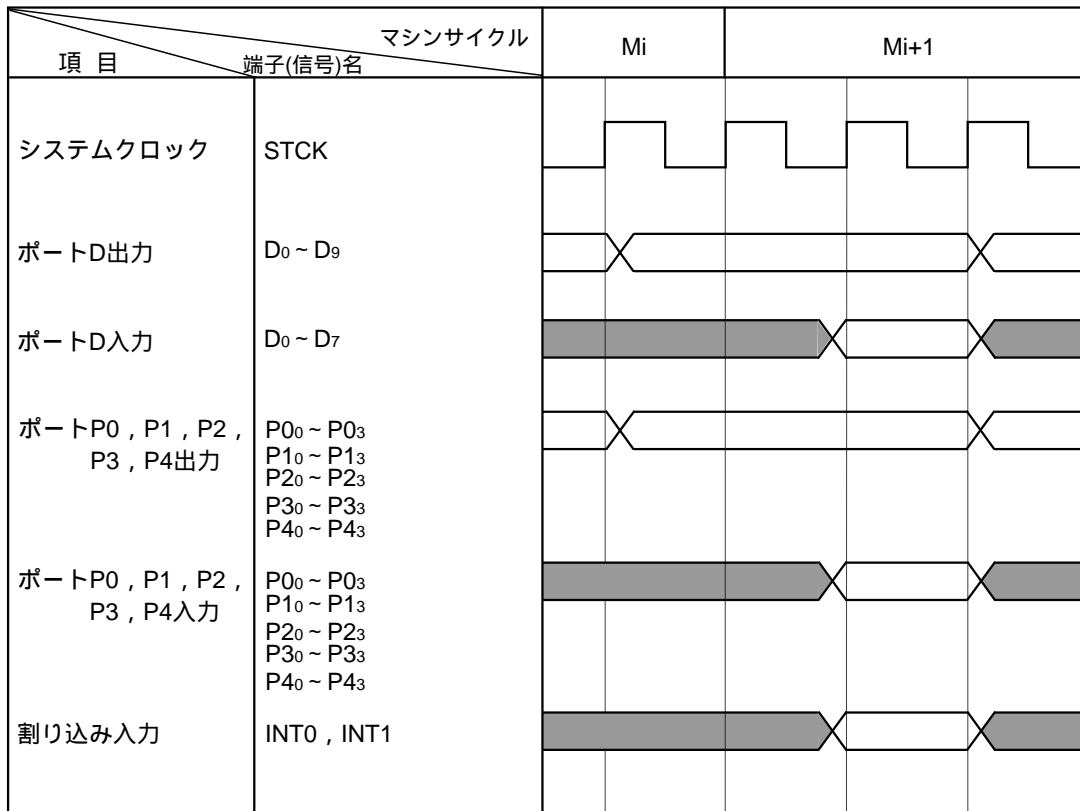 マシンサイクル
項 目
端子(信号)名
Mi
Mi+1
システムクロック
STCK
ポートD出力
D0 ~ D9
ポートD入力
D0 ~ D7
ポートP0 , P1 , P2 ,
P3 , P4出力
P00 ~ P03
P10 ~ P13
P20 ~ P23
P30 ~ P33
P40 ~ P43
ポートP0 , P1 , P2 ,
P3 , P4入力
P00 ~ P03
P10 ~ P13
P20 ~ P23
P30 ~ P33
P40 ~ P43
割り込み入力
INT0 , INT1